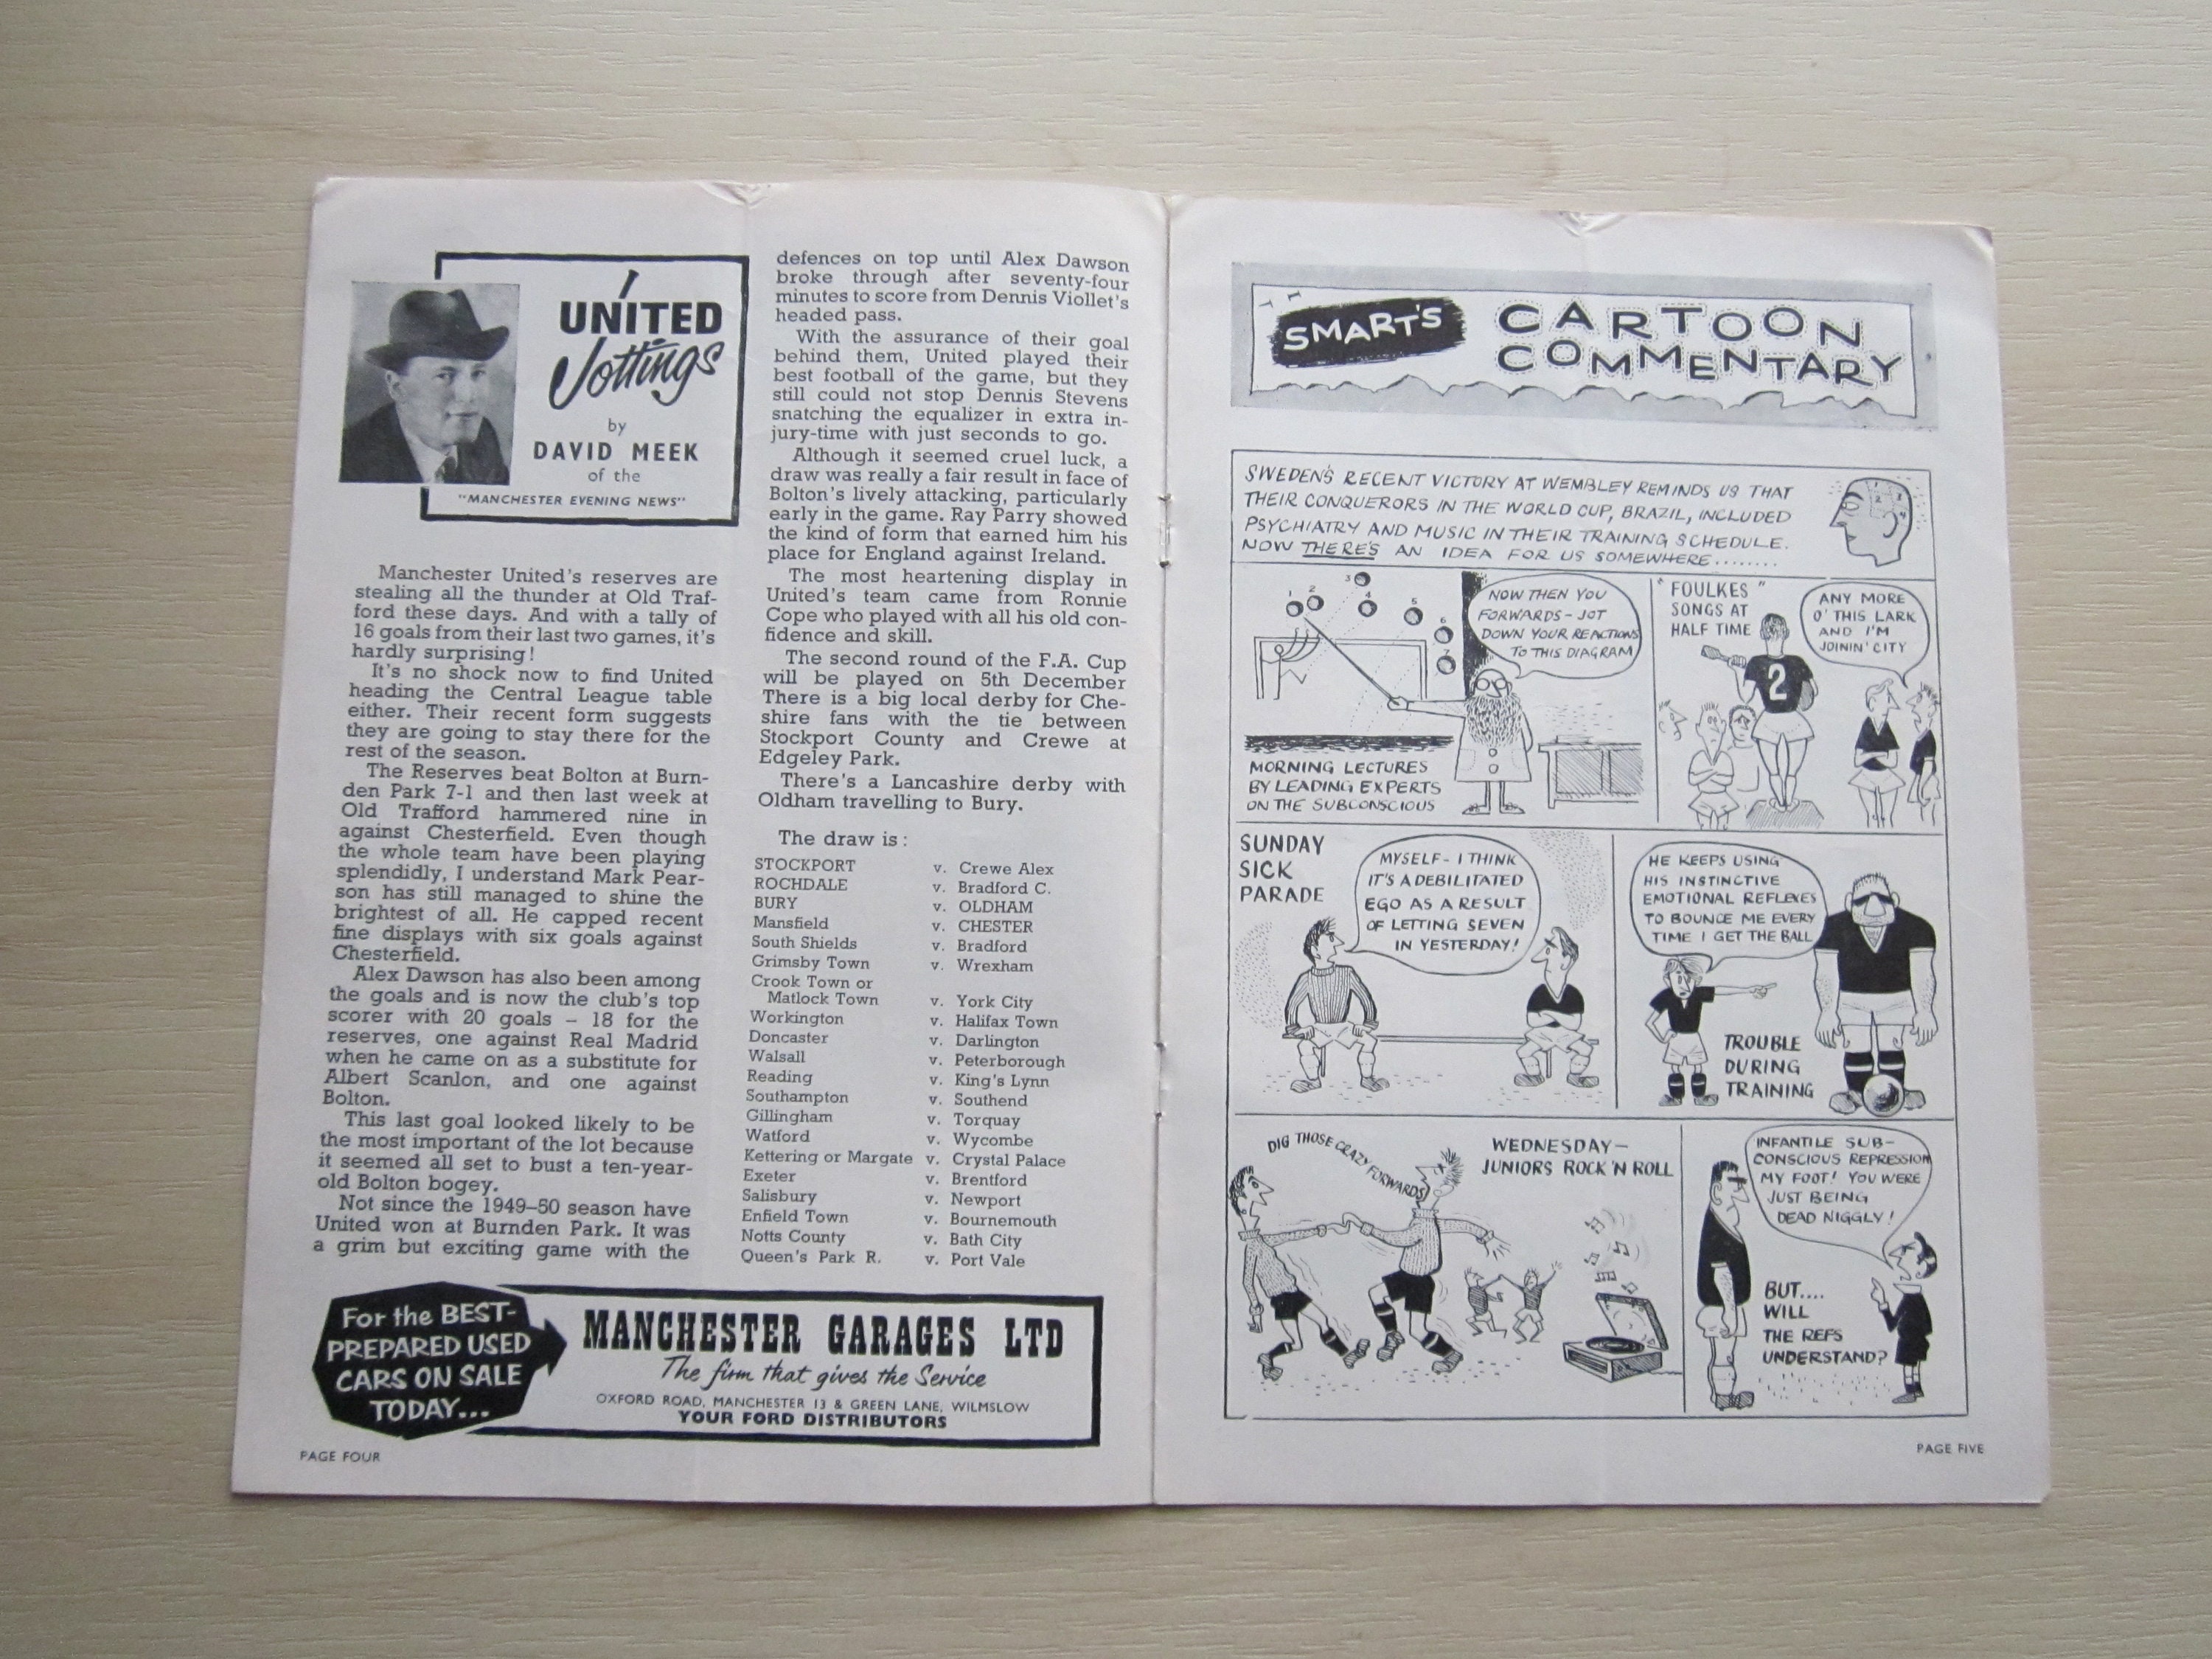 UNITED
Jottings
by
DAVID MEEK
of the
"MANCHESTER EVENING NEWS"
Manchester United's reserves are
stealing all the thunder at Old Traf-
ford these days. And with a tally of
16 goals from their last two games, it's
hardly surprising!
It's no shock now to find United
heading the Central League table
either. Their recent form suggests
they are going to stay there for the
rest of the season.
The Reserves beat Bolton at Burn-
den Park 7-1 and then last week at
Old Trafford hammered nine in
against Chesterfield. Even though
the whole team have been playing
splendidly, I understand Mark Pear-
son has still managed to shine the
brightest of all. He capped recent
fine displays with six goals against
Chesterfield.
Alex Dawson has also been among
the goals and is now the club's top
scorer with 20 goals – 18 for the
reserves, one against Real Madrid
when he came on as a substitute for
Albert Scanlon, and one against
Bolton.
This last goal looked likely to be
the most important of the lot because
it seemed all set to bust a ten-year-
old Bolton bogey.
Not since the 1949–50 season have
United won at Burnden Park. It was
a grim but exciting game with the
defences on top until Alex Dawson
broke through after seventy-four
minutes to score from Dennis Viollet's
headed pass.
With the assurance of their goal
behind them, United played their
best football of the game, but they
still could not stop Dennis Stevens
snatching the equalizer in extra in-
jury-time with just seconds to go.
Although it seemed cruel luck, a
draw was really a fair result in face of
Bolton's lively attacking, particularly
early in the game. Ray Parry showed
the kind of form that earned him his
place for England against Ireland.
The most heartening display in
United's team came from Ronnie
Cope who played with all his old con-
fidence and skill.
The second round of the F.A. Cup
will be played on 5th December
There is a big local derby for Che-
shire fans with the tie between
Stockport County and Crewe at
Edgeley Park.
There's a Lancashire derby with
Oldham travelling to Bury.
The draw is:
STOCKPORT v. Crewe Alex
ROCHDALE v. Bradford C.
BURY v. OLDHAM
Mansfield v. CHESTER
South Shields v. Bradford
Grimsby Town v. Wrexham
Crook Town or
Matlock Town v. York City
Workington v. Halifax Town
Doncaster v. Darlington
Walsall v. Peterborough
Reading v. King's Lynn
Southampton v. Southend
Gillingham v. Torquay
Watford v. Wycombe
Kettering or Margate v. Crystal Palace
Exeter v. Brentford
Salisbury v. Newport
Enfield Town v. Bournemouth
Notts County v. Bath City
Queen's Park R. v. Port Vale
For the BEST-
PREPARED USED
CARS ON SALE
TODAY...
MANCHESTER GARAGES LTD
The firm that gives the Service
OXFORD ROAD, MANCHESTER 13 & GREEN LANE, WILMSLOW
YOUR FORD DISTRIBUTORS
PAGE FOUR
SMART'S
CARTOON
COMMENTARY
SWEDEN'S RECENT VICTORY AT WEMBLEY REMINDS US THAT
THEIR CONQUERORS IN THE WORLD CUP, BRAZIL, INCLUDED
PSYCHIATRY AND MUSIC IN THEIR TRAINING SCHEDULE.
NOW THERE'S AN IDEA FOR US SOMEWHERE........
1 2 3 4
1 2 3 4 5 6 7
NOW THEN YOU
FORWARDS – JOT
DOWN YOUR REACTIONS
TO THIS DIAGRAM
MORNING LECTURES
BY LEADING EXPERTS
ON THE SUBCONSCIOUS
"FOULKES"
SONGS AT
HALF TIME
2
ANY MORE
O' THIS LARK
AND I'M
JOININ' CITY
SUNDAY
SICK
PARADE
MYSELF – I THINK
IT'S A DEBILITATED
EGO AS A RESULT
OF LETTING SEVEN
IN YESTERDAY!
HE KEEPS USING
HIS INSTINCTIVE
EMOTIONAL REFLEXES
TO BOUNCE ME EVERY
TIME I GET THE BALL
TROUBLE
DURING
TRAINING
DIG THOSE CRAZY FORWARDS
WEDNESDAY –
JUNIORS ROCK 'N ROLL
INFANTILE SUB-
CONSCIOUS REPRESSION
MY FOOT! YOU WERE
JUST BEING
DEAD NIGGLY!
BUT....
WILL
THE REFS
UNDERSTAND?
PAGE FIVE